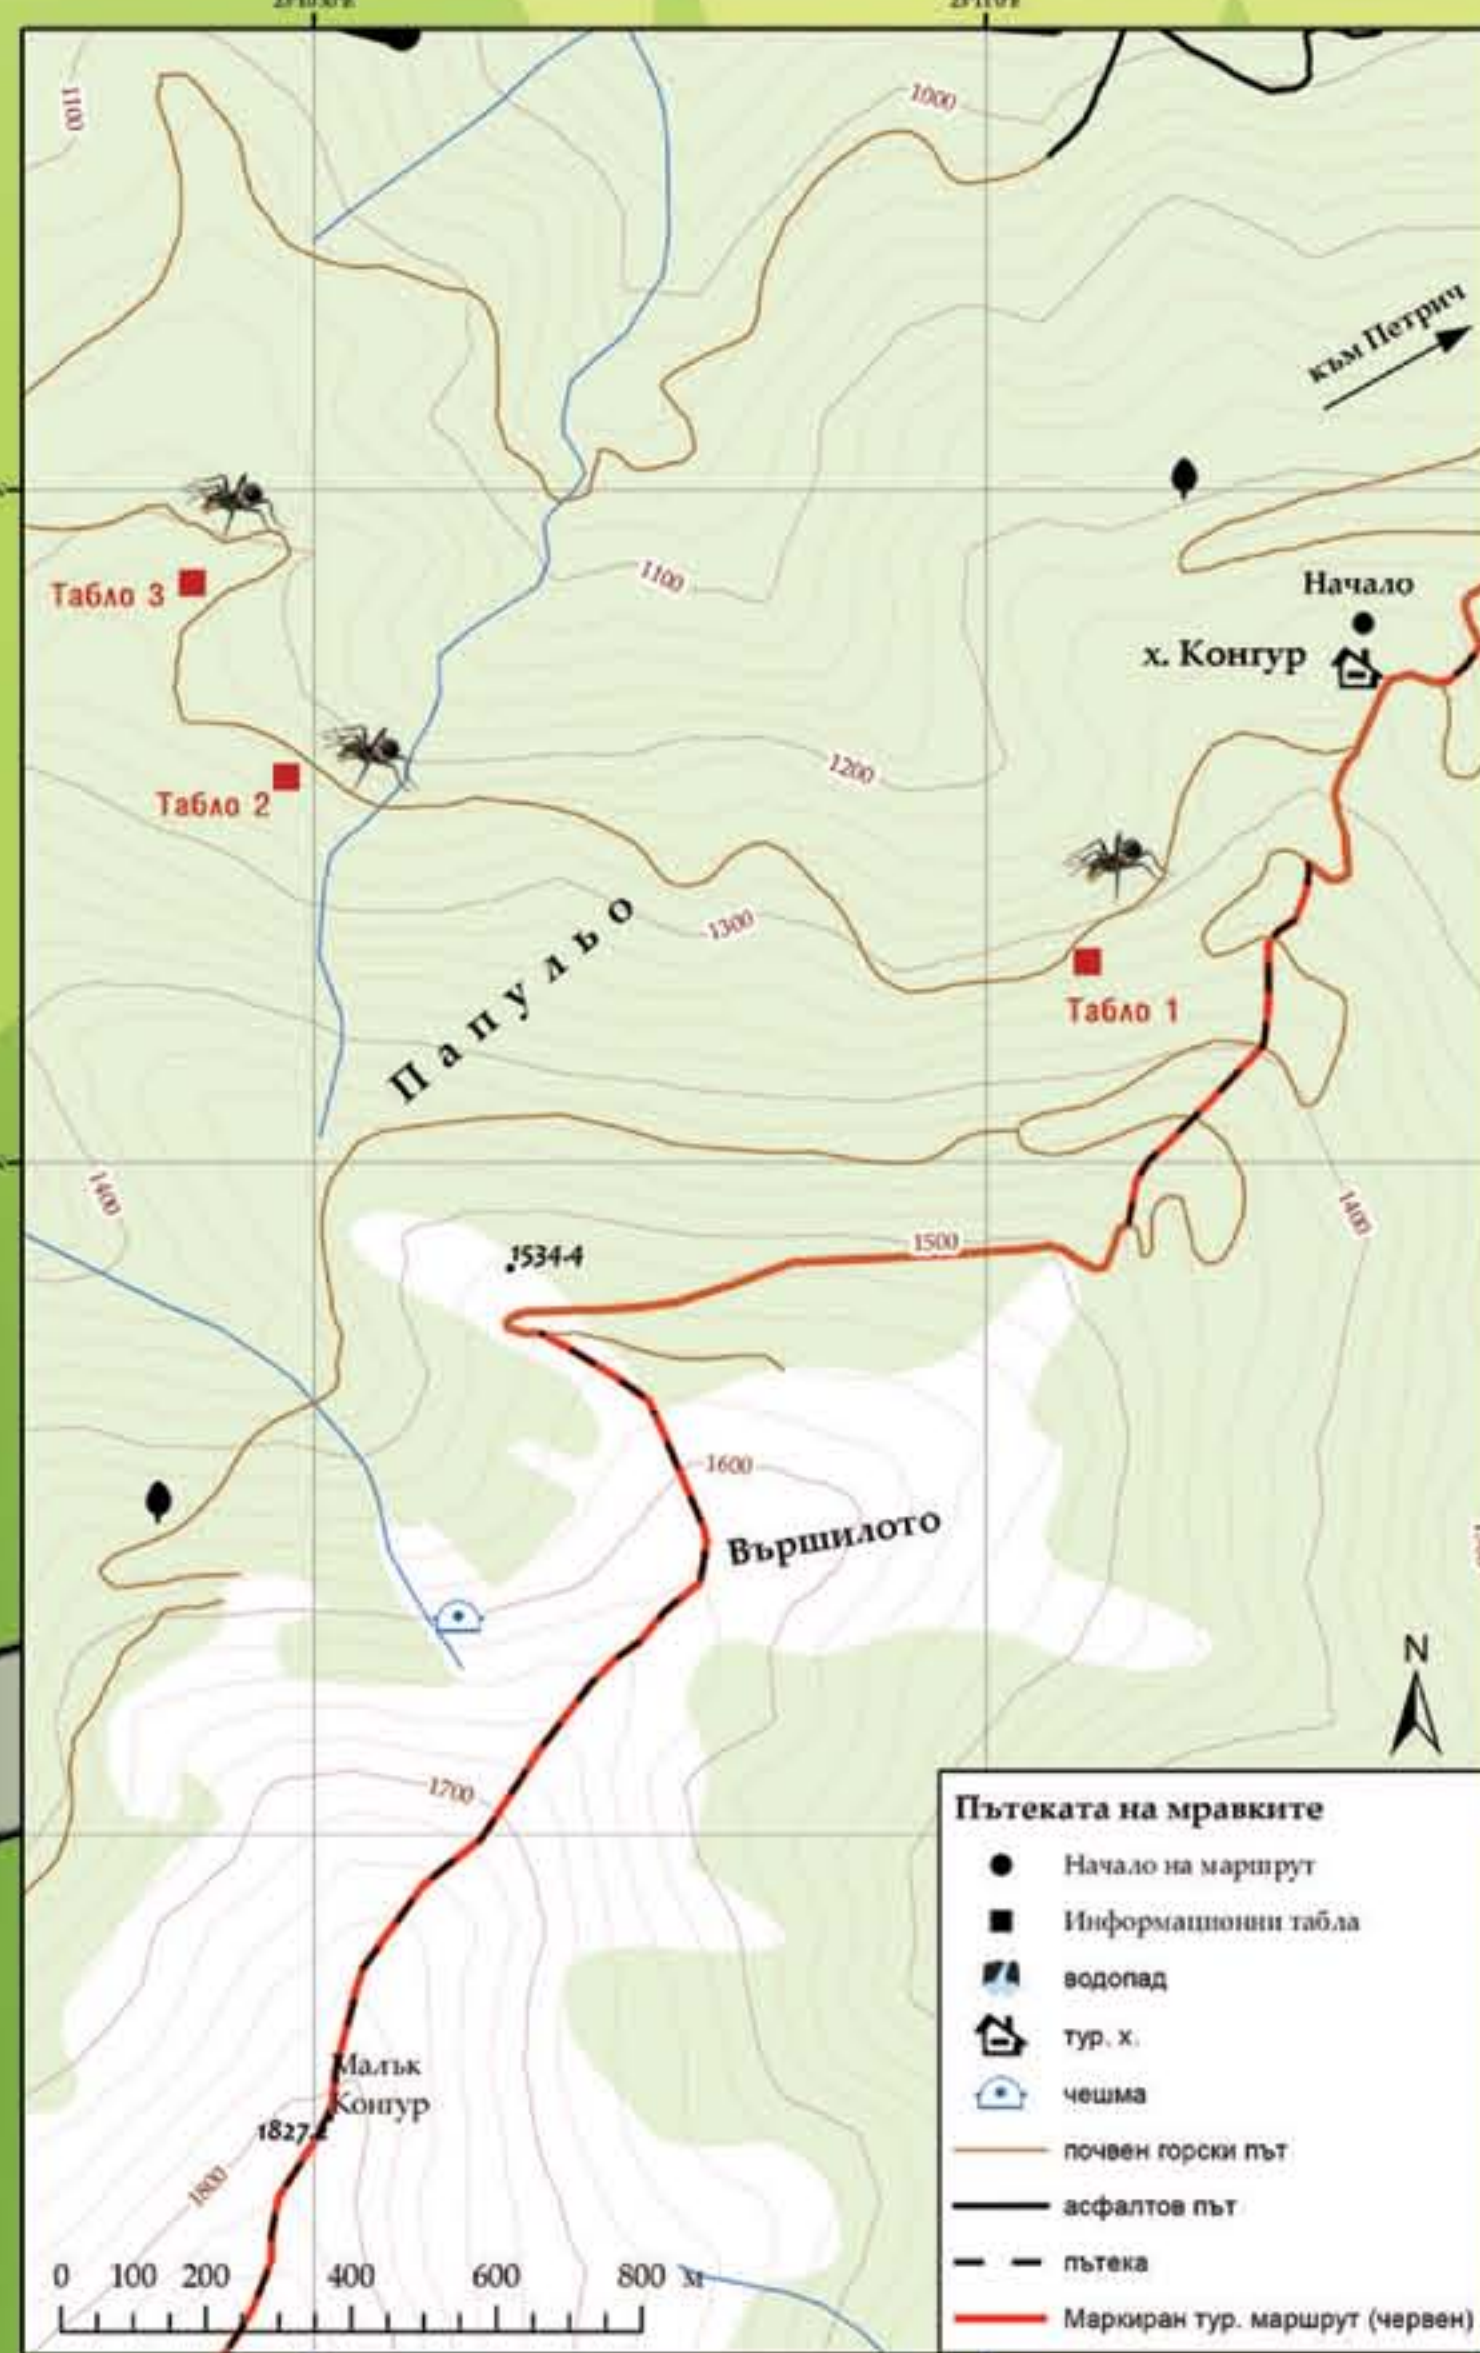 1100
1000
към Петрич
Табло 3
1100
Начало
х. Конгур
Табло 2
1200
Папульо
1300
Табло 1
1400
1400
1534.4
1500
1600
Вършилото
N
1700
Малък
Конгур
1827.2
1800
0 100 200 400 600 800 м
Пътеката на мравките
Начало на маршрут
Информационни табла
водопад
тур. х.
чешма
почвен горски път
асфалтов път
пътека
Маркиран тур. маршрут (червен)